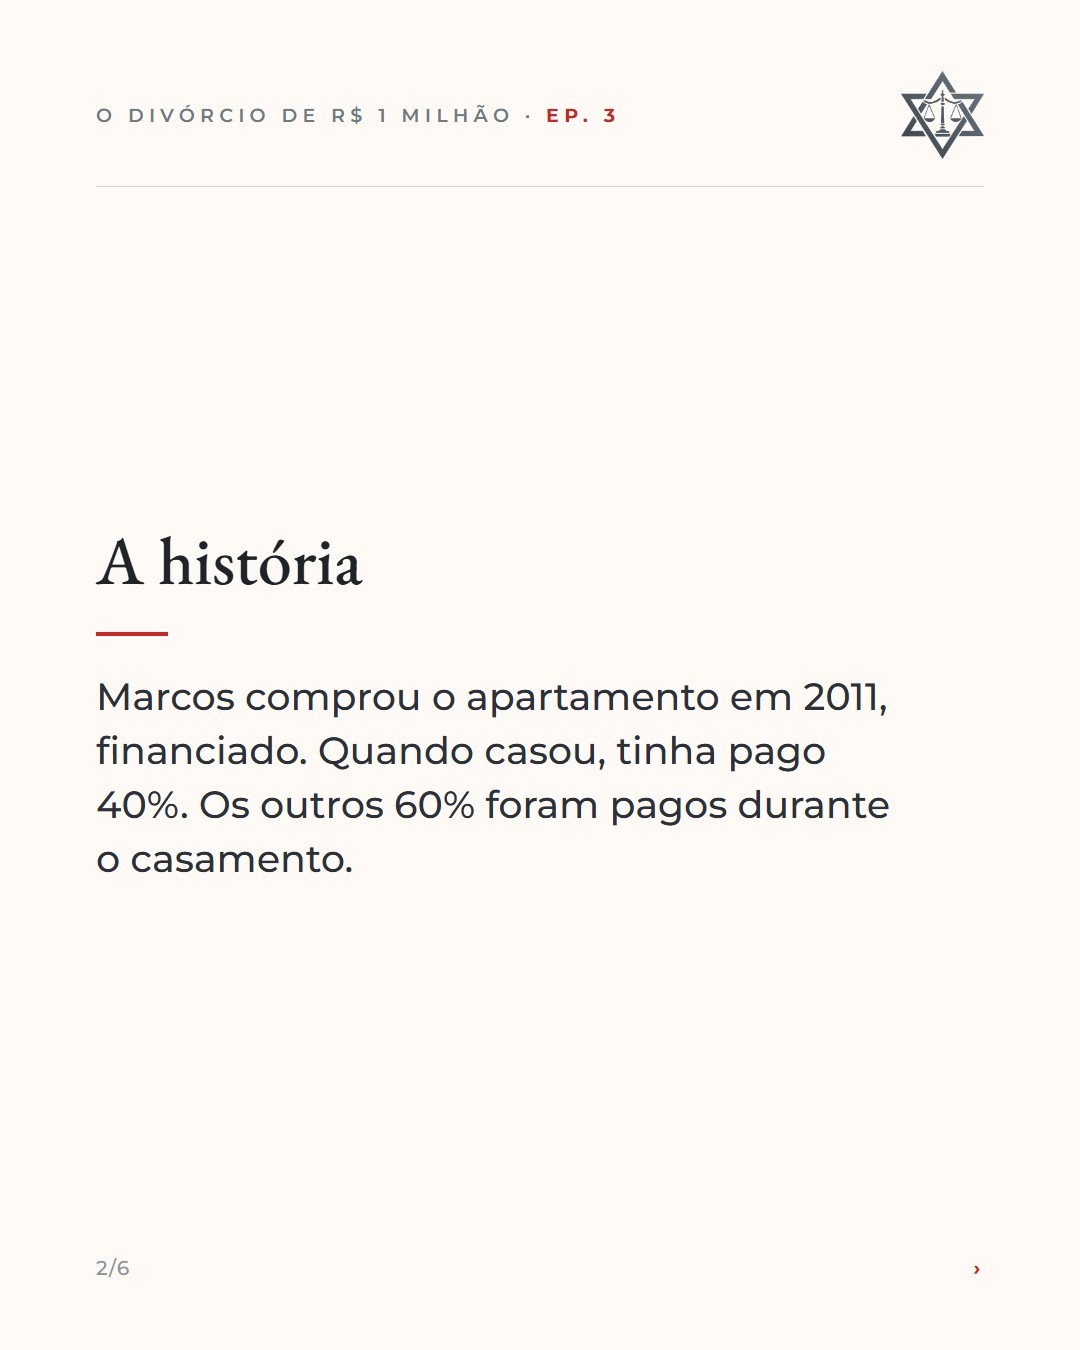 O DIVÓRCIO DE R$ 1 MILHÃO · EP. 3
A história
Marcos comprou o apartamento em 2011,
financiado. Quando casou, tinha pago
40%. Os outros 60% foram pagos durante
o casamento.
2/6
›